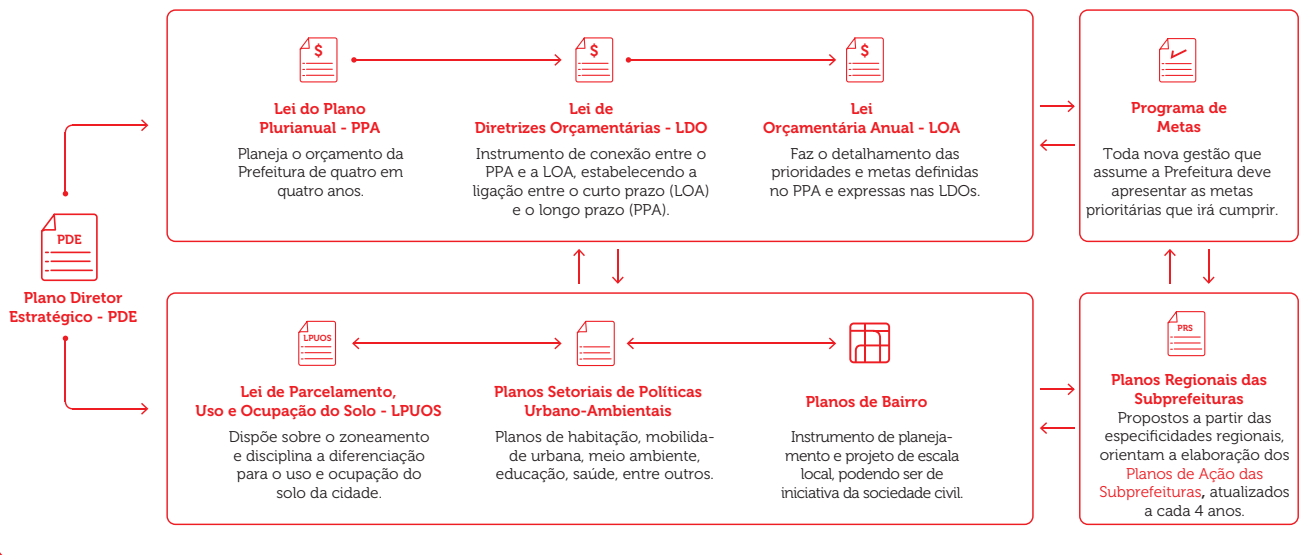 PDE
Plano Diretor
Estratégico - PDE
$
Lei do Plano
Plurianual - PPA
Planeja o orçamento da
Prefeitura de quatro em
quatro anos.
$
Lei de
Diretrizes Orçamentárias - LDO
Instrumento de conexão entre o
PPA e a LOA, estabelecendo a
ligação entre o curto prazo (LOA)
e o longo prazo (PPA).
$
Lei
Orçamentária Anual - LOA
Faz o detalhamento das
prioridades e metas definidas
no PPA e expressas nas LDOs.
Programa de
Metas
Toda nova gestão que
assume a Prefeitura deve
apresentar as metas
prioritárias que irá cumprir.
LPUOS
Lei de Parcelamento,
Uso e Ocupação do Solo - LPUOS
Dispõe sobre o zoneamento
e disciplina a diferenciação
para o uso e ocupação do
solo da cidade.
Planos Setoriais de Políticas
Urbano-Ambientais
Planos de habitação, mobilida-
de urbana, meio ambiente,
educação, saúde, entre outros.
Planos de Bairro
Instrumento de planeja-
mento e projeto de escala
local, podendo ser de
iniciativa da sociedade civil.
PRS
Planos Regionais das
Subprefeituras
Propostos a partir das
especificidades regionais,
orientam a elaboração dos
Planos de Ação das
Subprefeituras, atualizados
a cada 4 anos.